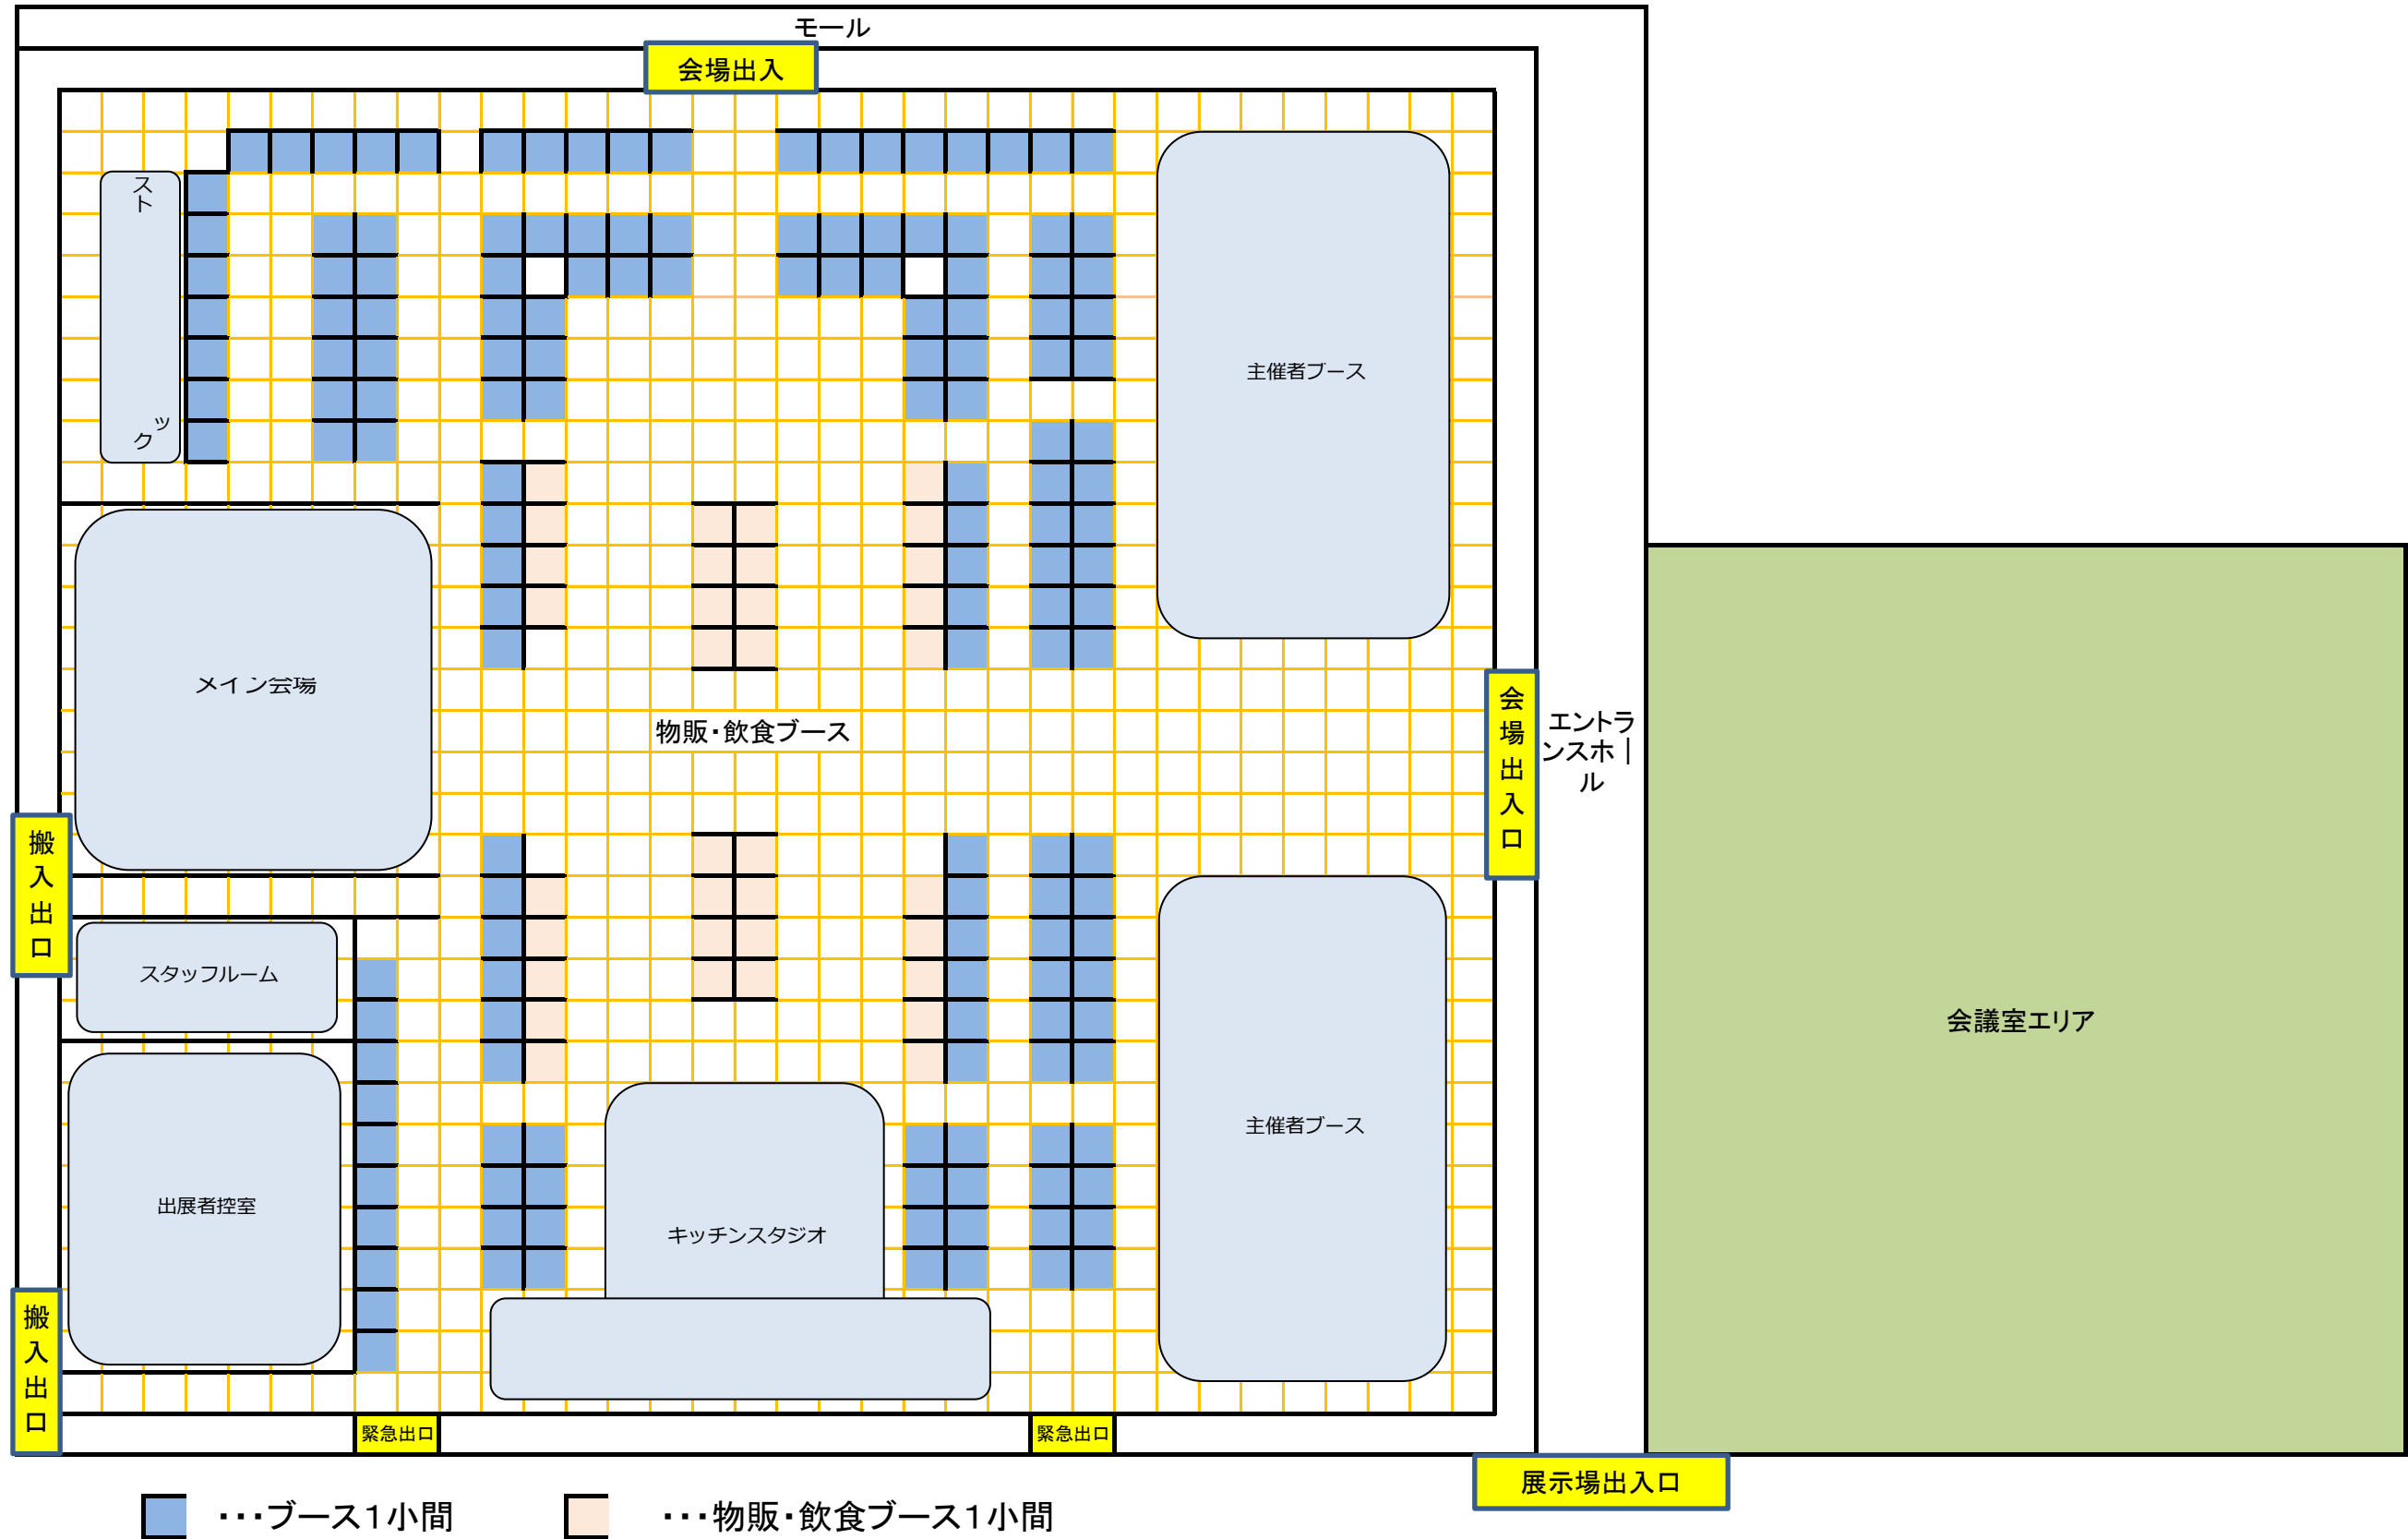 モール
会場出入
スト
ック
主催者ブース
メイン会場
物販・飲食ブース
会場出入口
エントラ
ンスホー
ル
搬入出口
スタッフルーム
会議室エリア
主催者ブース
出展者控室
キッチンスタジオ
搬入出口
緊急出口
緊急出口
展示場出入口
・・・ブース１小間
・・・物販・飲食ブース１小間